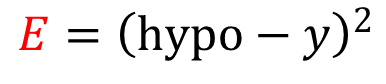 E = (hypo − y)²